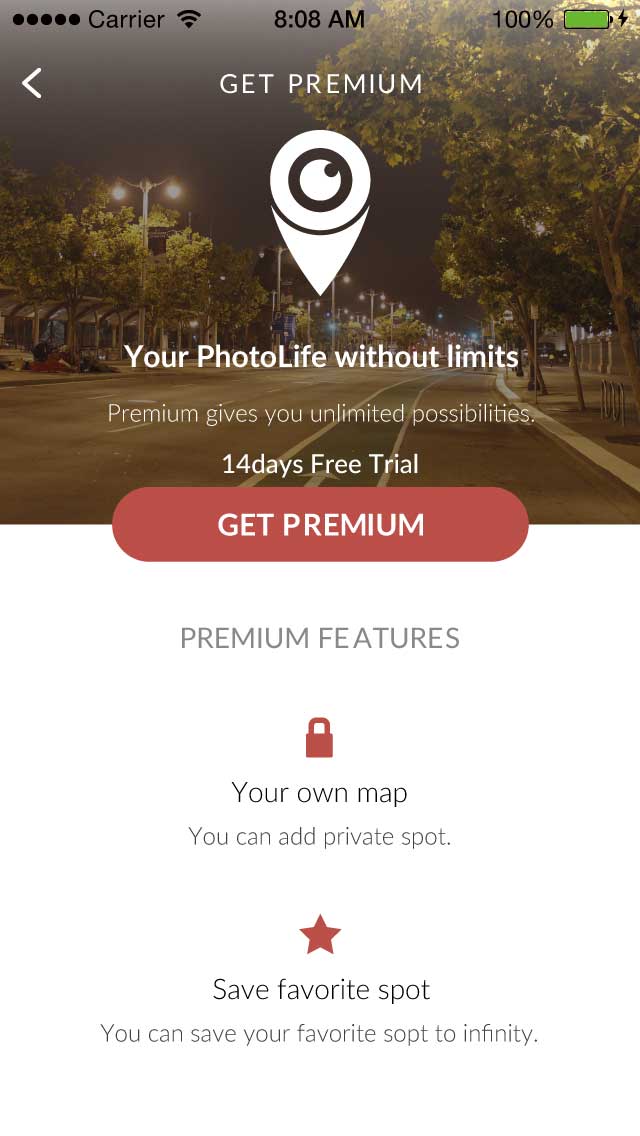 Carrier 8:08 AM 100%
GET PREMIUM
Your PhotoLife without limits
Premium gives you unlimited possibilities.
14days Free Trial
GET PREMIUM
PREMIUM FEATURES
Your own map
You can add private spot.
Save favorite spot
You can save your favorite sopt to infinity.